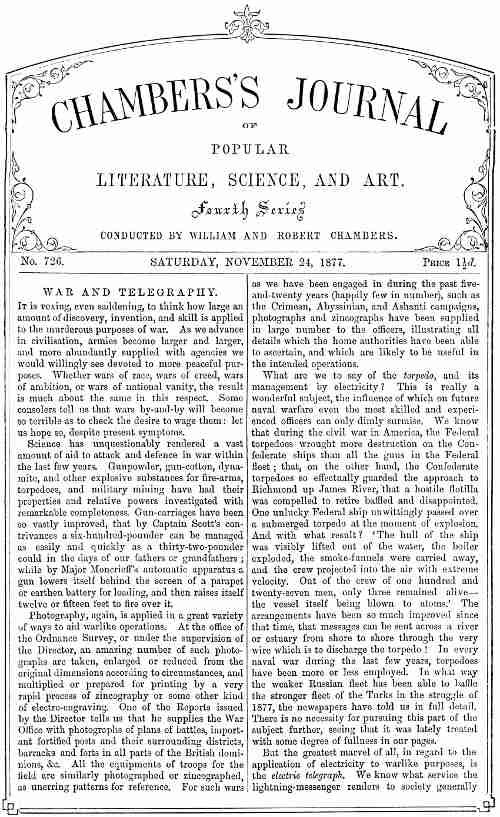 CHAMBERS'S JOURNAL
OF
POPULAR
LITERATURE, SCIENCE, AND ART.
Fourth Series
CONDUCTED BY WILLIAM AND ROBERT CHAMBERS.
No. 726. SATURDAY, NOVEMBER 24, 1877. PRICE 1½d.
WAR AND TELEGRAPHY.
IT is vexing, even saddening, to think how large an
amount of discovery, invention, and skill is applied
to the murderous purposes of war. As we advance
in civilisation, armies become larger and larger,
and more abundantly supplied with agencies we
would willingly see devoted to more peaceful pur-
poses. Whether wars of race, wars of creed, wars
of ambition, or wars of national vanity, the result
is much about the same in this respect. Some
consolers tell us that wars by-and-by will become
so terrible as to check the desire to wage them: let
us hope so, despite present symptoms.
Science has unquestionably rendered a vast
amount of aid to attack and defence in war within
the last few years. Gunpowder, gun-cotton, dyna-
mite, and other explosive substances for fire-arms,
torpedoes, and military mining have had their
properties and relative powers investigated with
remarkable completeness. Gun-carriages have been
so vastly improved, that by Captain Scott's con-
trivances a six-hundred-pounder can be managed
as easily and quickly as a thirty-two-pounder
could in the days of our fathers or grandfathers;
while by Major Moncrieff's automatic apparatus a
gun lowers itself behind the screen of a parapet
or earthen battery for loading, and then raises itself
twelve or fifteen feet to fire over it.
Photography, again, is applied in a great variety
of ways to aid warlike operations. At the office of
the Ordnance Survey, or under the supervision of
the Director, an amazing number of such photo-
graphs are taken, enlarged or reduced from the
original dimensions according to circumstances, and
multiplied or prepared for printing by a very
rapid process of zincography or some other kind
of electro-engraving. One of the Reports issued
by the Director tells us that he supplies the War
Office with photographs of plans of battles, import-
ant fortified posts and their surrounding districts,
barracks and forts in all parts of the British domi-
nions, &c. All the equipments of troops for the
field are similarly photographed or zincographed,
as unerring patterns for reference. For such wars
as we have been engaged in during the past five-
and-twenty years (happily few in number), such as
the Crimean, Abyssinian, and Ashanti campaigns,
photographs and zincographs have been supplied
in large number to the officers, illustrating all
details which the home authorities have been able
to ascertain, and which are likely to be useful in
the intended operations.
What are we to say of the torpedo, and its
management by electricity? This is really a
wonderful subject, the influence of which on future
naval warfare even the most skilled and experi-
enced officers can only dimly surmise. We know
that during the civil war in America, the Federal
torpedoes wrought more destruction on the Con-
federate ships than all the guns in the Federal
fleet; that, on the other hand, the Confederate
torpedoes so effectually guarded the approach to
Richmond up James River, that a hostile flotilla
was compelled to retire baffled and disappointed.
One unlucky Federal ship unwittingly passed over
a submerged torpedo at the moment of explosion.
And with what result? 'The hull of the ship
was visibly lifted out of the water, the boiler
exploded, the smoke-funnels were carried away,
and the crew projected into the air with extreme
velocity. Out of the crew of one hundred and
twenty-seven men, only three remained alive—
the vessel itself being blown to atoms.' The
arrangements have been so much improved since
that time, that messages can be sent across a river
or estuary from shore to shore through the very
wire which is to discharge the torpedo! In every
naval war during the last few years, torpedoes
have been more or less employed. In what way
the weaker Russian fleet has been able to baffle
the stronger fleet of the Turks in the struggle of
1877, the newspapers have told us in full detail.
There is no necessity for pursuing this part of the
subject further, seeing that it was lately treated
with some degree of fullness in our pages.
But the greatest marvel of all, in regard to the
application of electricity to warlike purposes, is
the electric telegraph. We know what service the
lightning-messenger renders to society generally